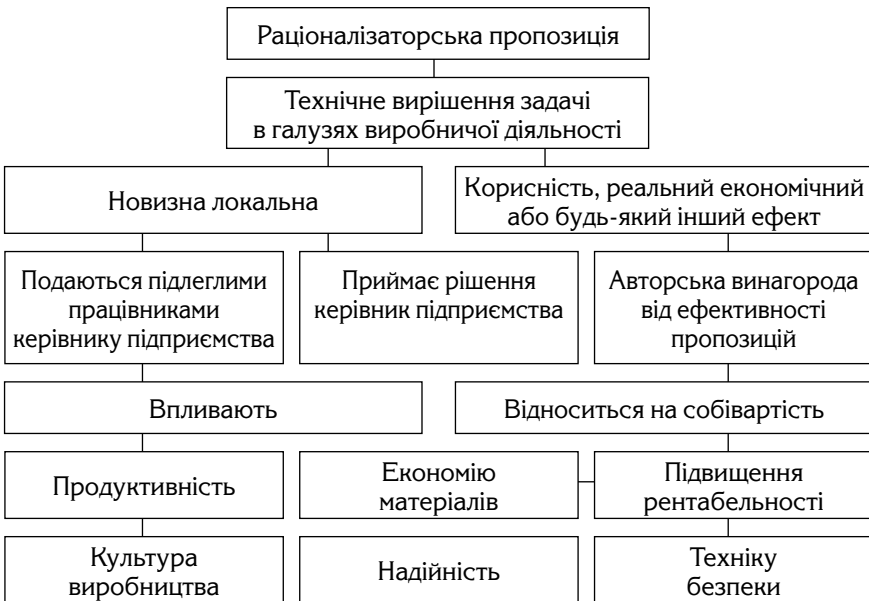 Раціоналізаторська пропозиція
Технічне вирішення задачі
в галузях виробничої діяльності
Новизна локальна
Корисність, реальний економічний
або будь-який інший ефект
Подаються підлеглими
працівниками
керівнику підприємства
Приймає рішення
керівник підприємства
Авторська винагорода
від ефективності
пропозицій
Впливають
Відноситься на собівартість
Продуктивність
Економію
матеріалів
Підвищення
рентабельності
Культура
виробництва
Надійність
Техніку
безпеки